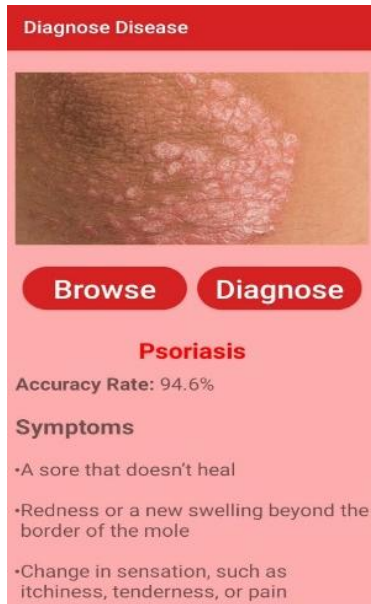 Diagnose Disease
Browse Diagnose
Psoriasis
Accuracy Rate: 94.6%
Symptoms
•A sore that doesn't heal
•Redness or a new swelling beyond the
border of the mole
•Change in sensation, such as
itchiness, tenderness, or pain